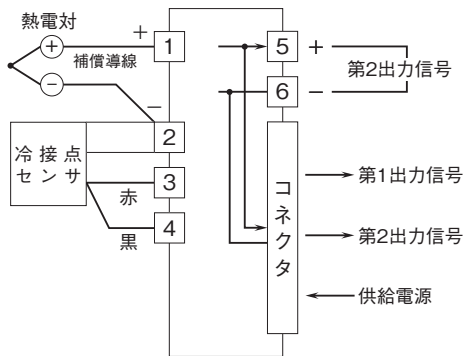 熱電対
＋
＋
補償導線
－
－
1
2
3
4
冷接点
センサ
赤
黒
5
＋
6
－
第2出力信号
コネクタ
第1出力信号
第2出力信号
供給電源